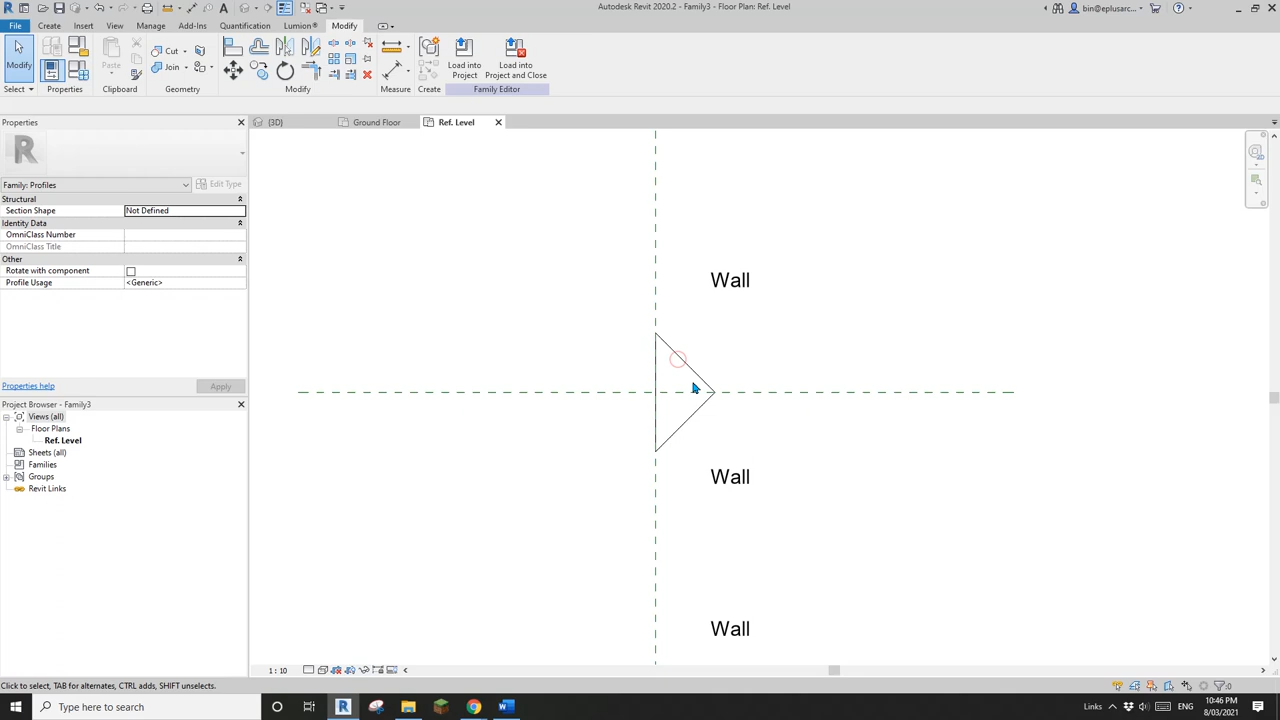 Autodesk Revit 2020.2 - Family3 - Floor Plan: Ref. Level
bin@eplusarc...
File Create Insert View Manage Add-Ins Quantification Lumion® Modify
Modify
Paste
Cut
Join
Load into Project
Load into Project and Close
Select Properties Clipboard Geometry Modify Measure Create Family Editor
Properties
{3D} Ground Floor Ref. Level
Family: Profiles Edit Type
Structural
Section Shape Not Defined
Identity Data
OmniClass Number
OmniClass Title
Other
Rotate with component
Profile Usage <Generic>
Properties help Apply
Project Browser - Family3
Views (all)
Floor Plans
Ref. Level
Sheets (all)
Families
Groups
Revit Links
Wall
Wall
Wall
1 : 10
Click to select, TAB for alternates, CTRL adds, SHIFT unselects.
:0
Type here to search
Links
ENG
10:46 PM
8/03/2021